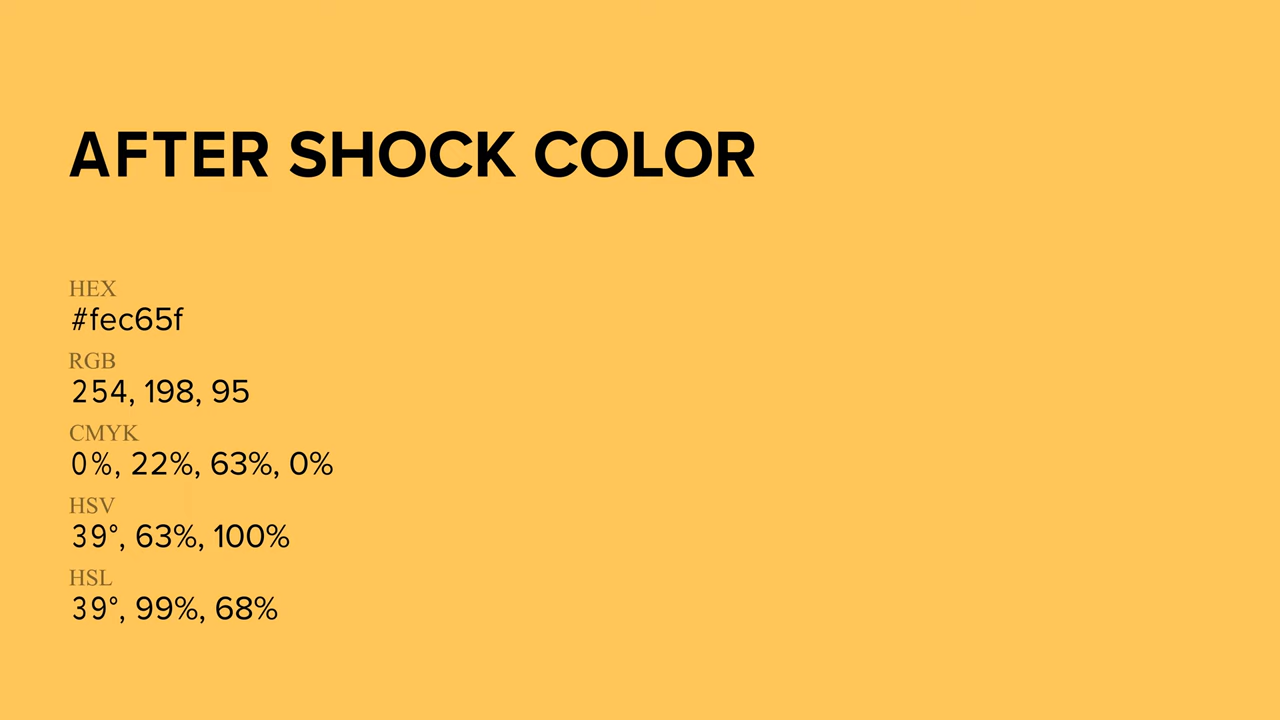 AFTER SHOCK COLOR
HEX
#fec65f
RGB
254, 198, 95
CMYK
0%, 22%, 63%, 0%
HSV
39°, 63%, 100%
HSL
39°, 99%, 68%